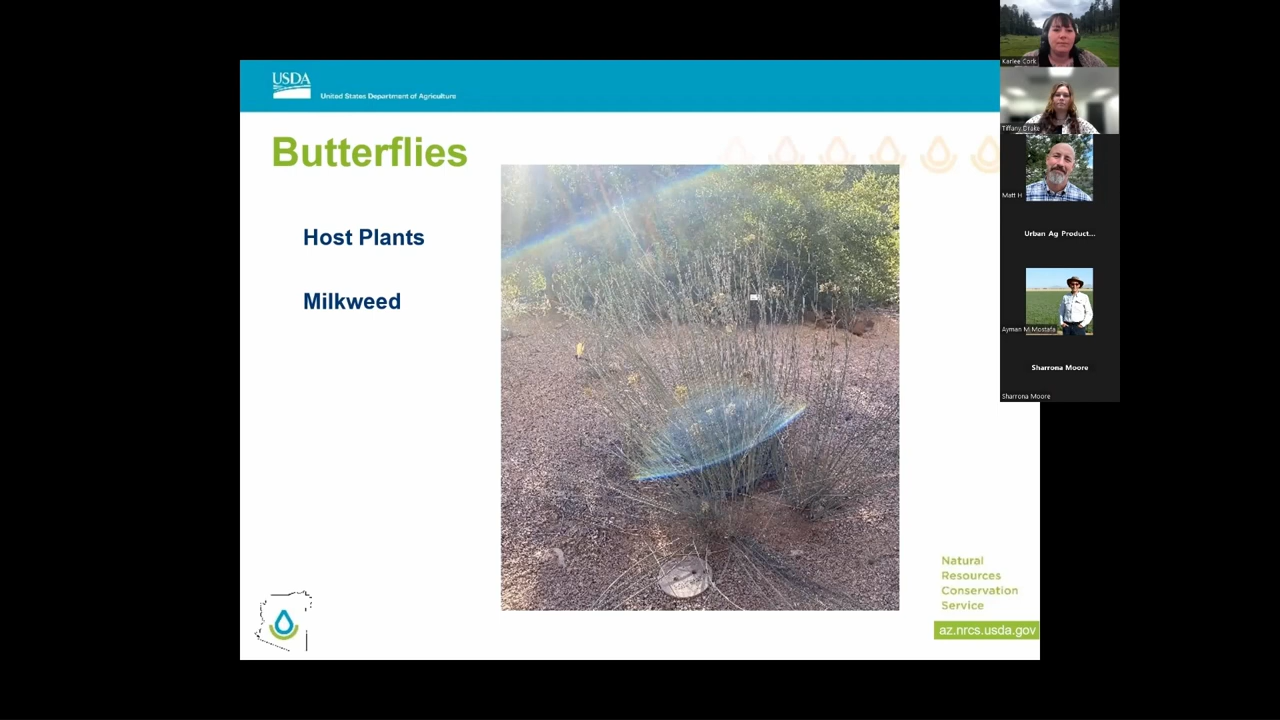 USDA
United States Department of Agriculture
Butterflies
Host Plants
Milkweed
Natural
Resources
Conservation
Service
az.nrcs.usda.gov
Karlee Cork
Tiffany Drake
Matt H
Urban Ag Product...
Ayman M Mostafa
Sharrona Moore
Sharrona Moore